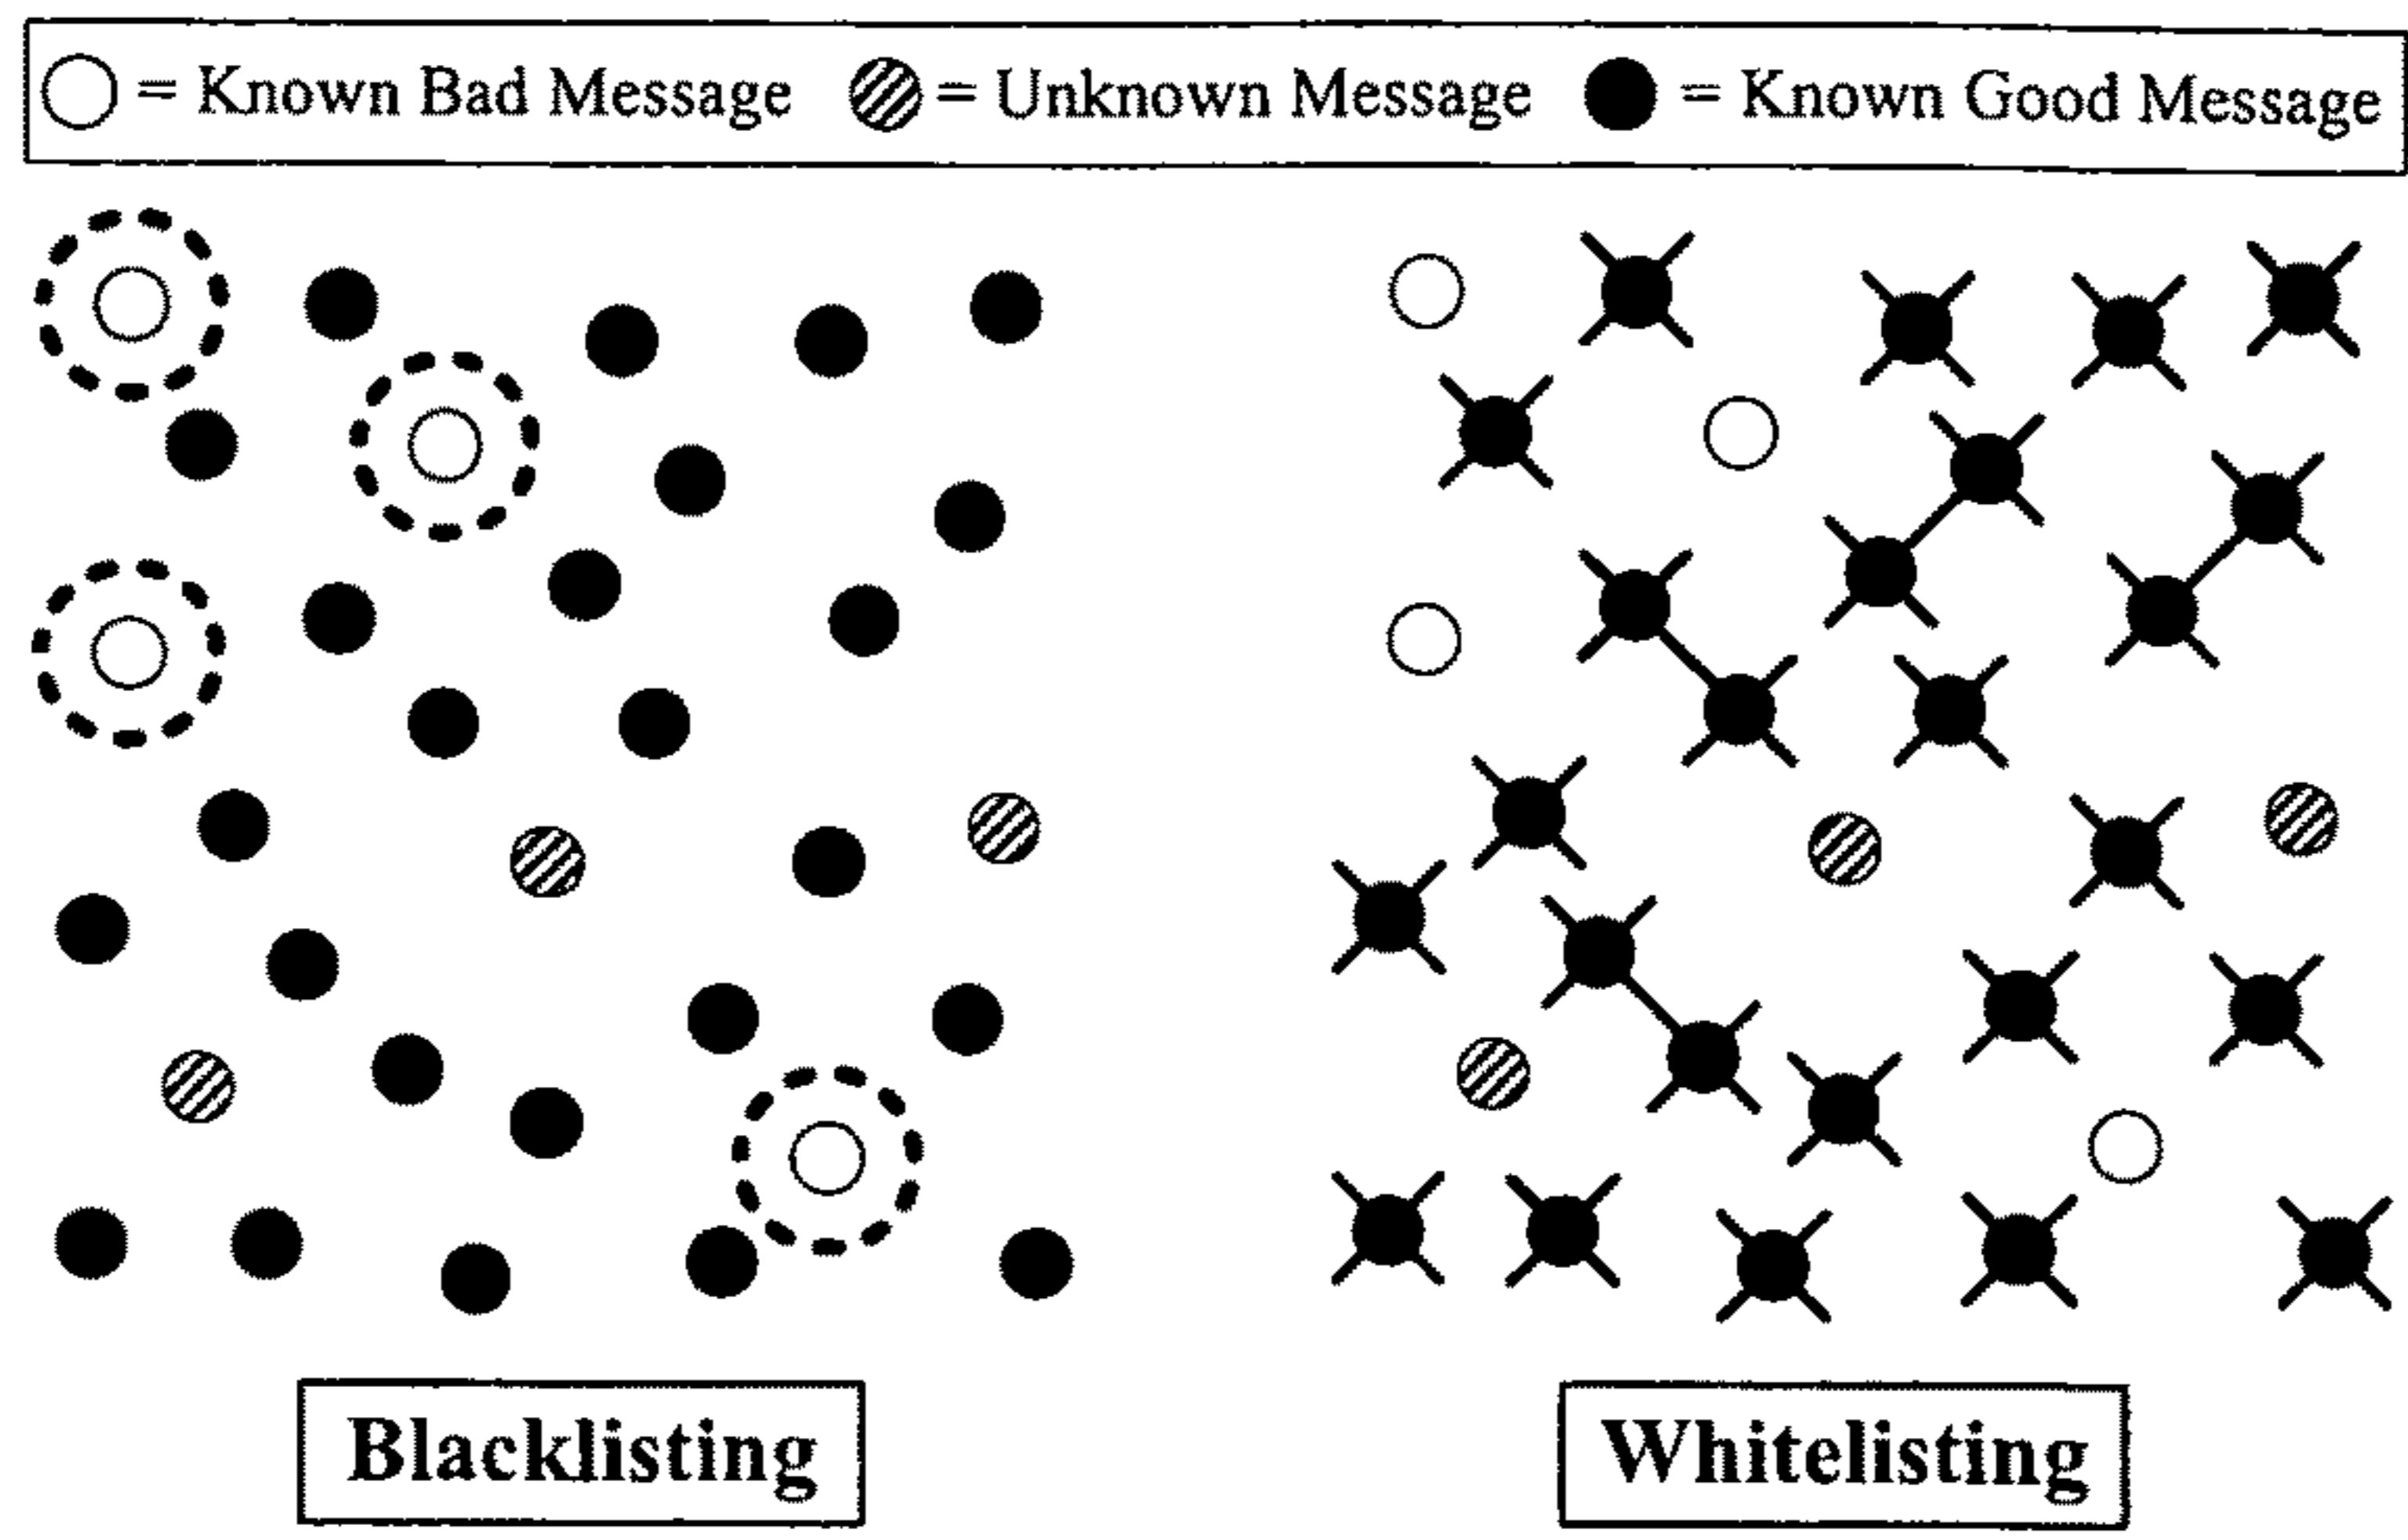 = Known Bad Message = Unknown Message = Known Good Message
Blacklisting
Whitelisting